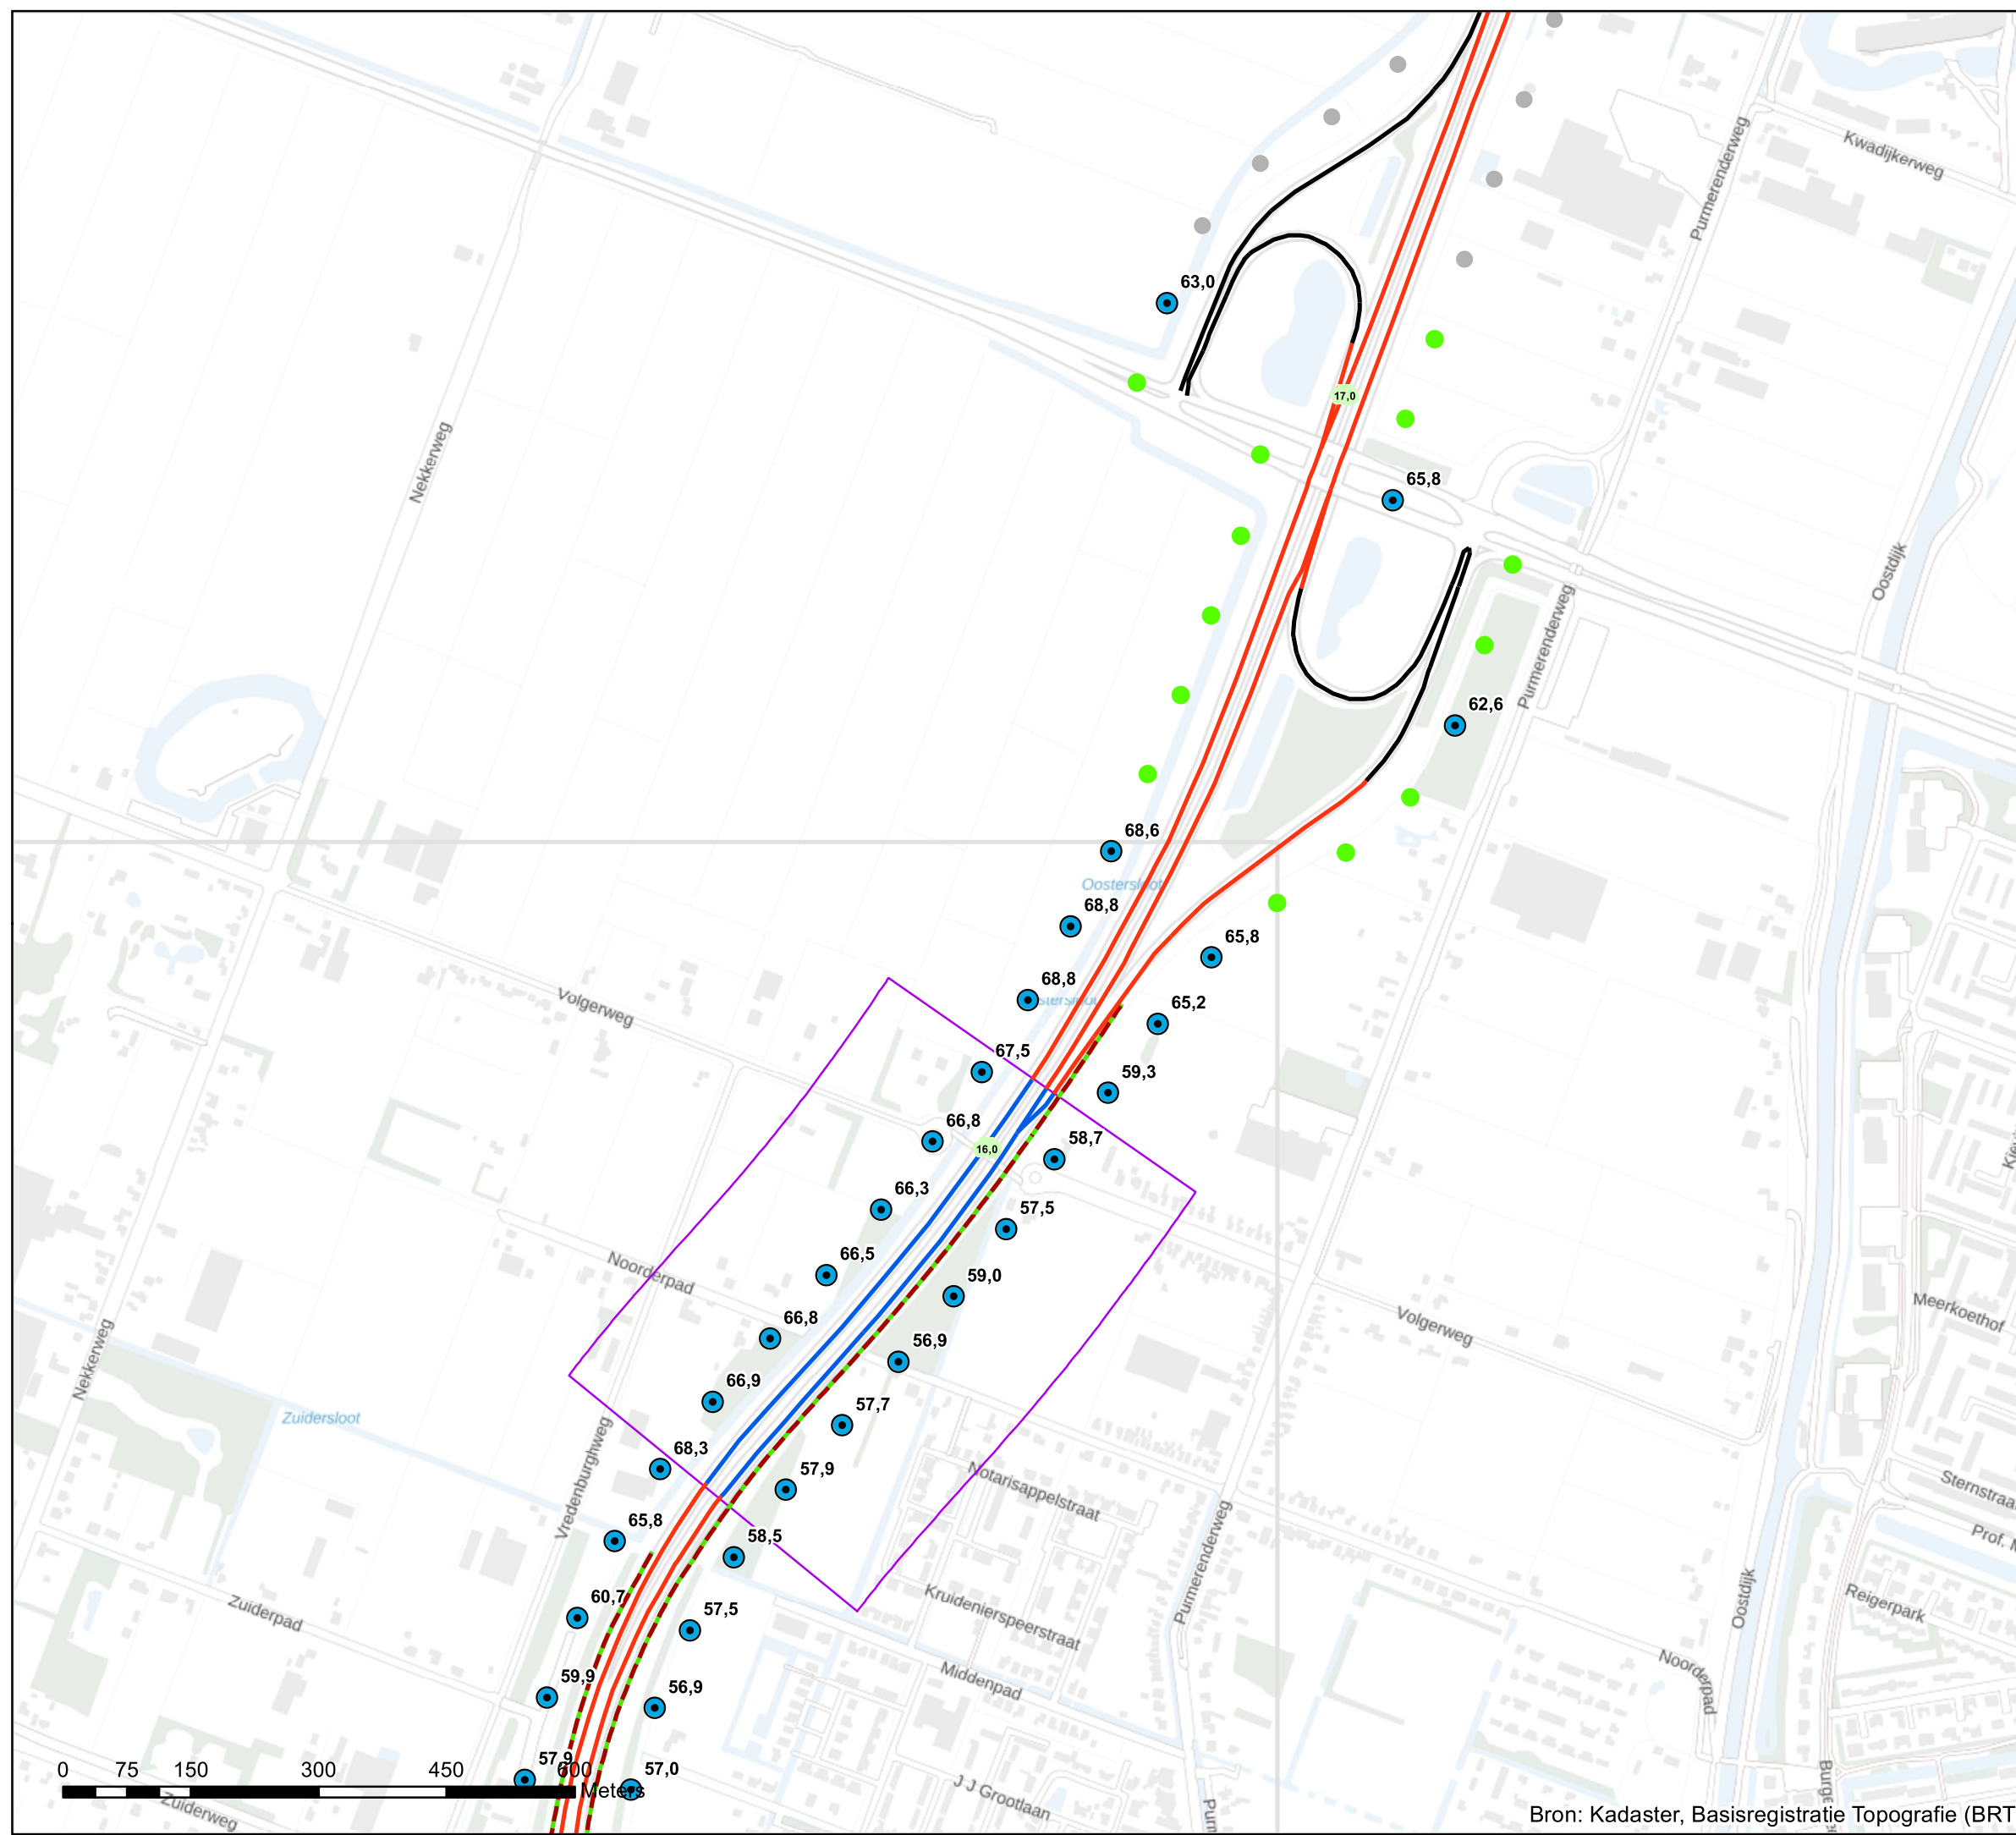 Kwadijkerweg
Purmerenderweg
63,0
17,0
Nekkerweg
65,8
Oostdijk
Purmerenderweg
62,6
68,6
Oostersloot
68,8
65,8
68,8
65,2
Volgerweg
67,5
59,3
66,8
16,0
58,7
66,3
57,5
66,5
59,0
Noorderpad
66,8
56,9
Volgerweg
Meerkoethof
Nekkerweg
66,9
57,7
Zuidersloot
68,3
57,9
Notarisappelstraat
Vredenburghweg
65,8
58,5
Purmerenderweg
Oostdijk
Reigerpark
60,7
57,5
Kruidenierspeerstraat
Zuiderpad
Middenpad
Noorderpad
59,9
56,9
57,9
57,0
0 75 150 300 450 600
Meters
J J Grootlaan
Zuiderweg
Bron: Kadaster, Basisregistratie Topografie (BRT